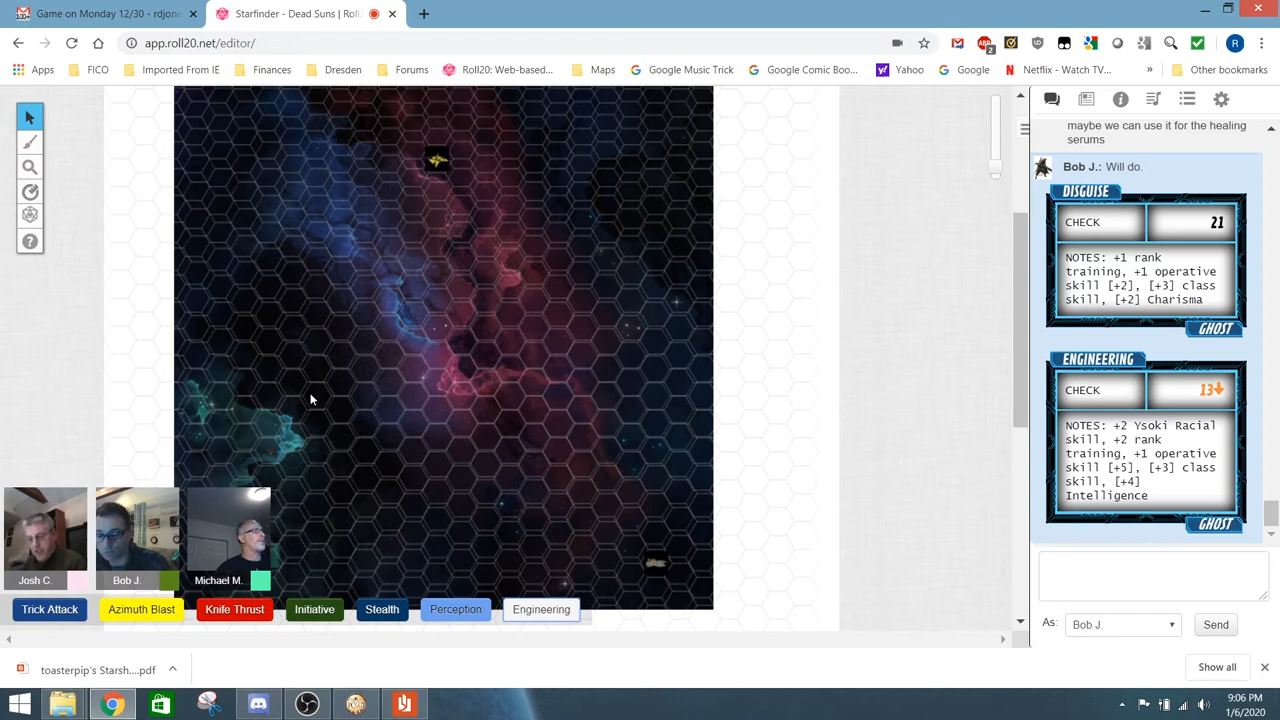 Game on Monday 12/30 - rdjone
Starfinder - Dead Suns | Roll2
app.roll20.net/editor/
Apps
FICO
Imported From IE
Finances
Dresden
Forums
Roll20: Web-based...
Maps
Google Music Trick
Google Comic Boo...
Yahoo
Google
Netflix - Watch TV...
»
Other bookmarks
maybe we can use it for the healing
serums
Bob J.: Will do.
DISGUISE
CHECK 21
NOTES: +1 rank
training, +1 operative
skill [+2], [+3] class
skill, [+2] Charisma
GHOST
ENGINEERING
CHECK 13
NOTES: +2 Ysoki Racial
skill, +2 rank
training, +1 operative
skill [+5], [+3] class
skill, [+4]
Intelligence
GHOST
Josh C.
Bob J.
Michael M.
Trick Attack
Azimuth Blast
Knife Thrust
Initiative
Stealth
Perception
Engineering
As: Bob J.
Send
toasterpip's Starsh....pdf
Show all
9:06 PM
1/6/2020